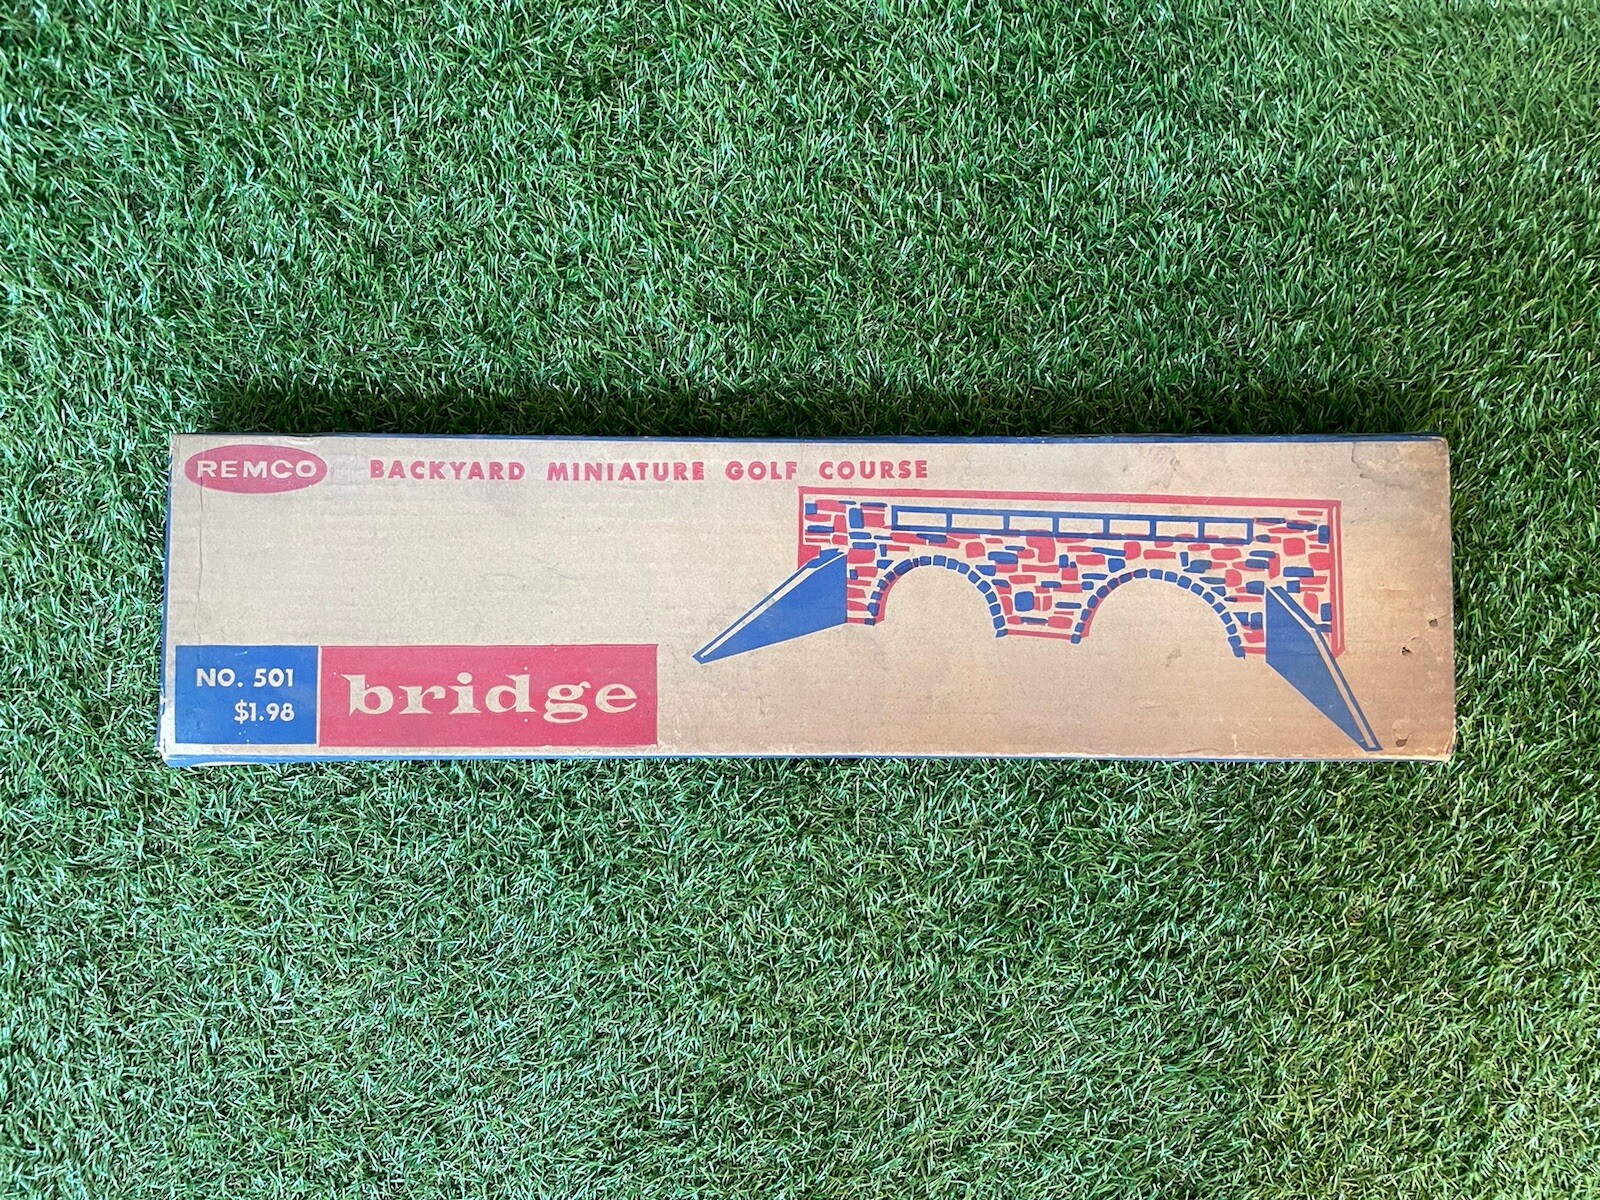 REMCO BACKYARD MINIATURE GOLF COURSE
NO. 501
$1.98
bridge